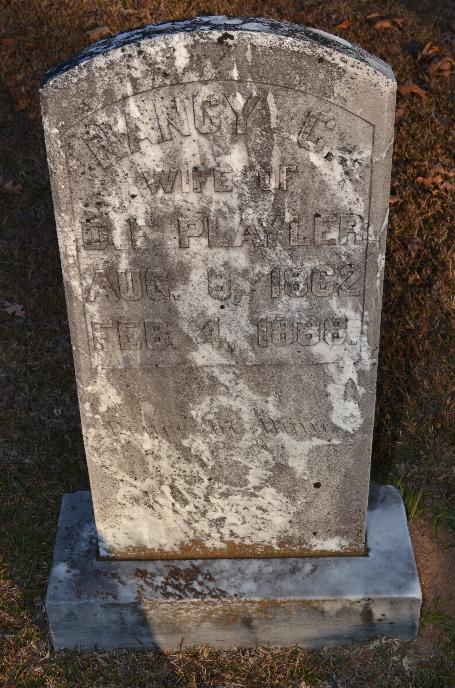 NANCY C.
WIFE OF
D. F. PLAYLER
AUG. 8, 1862
FEB. 4, 1888.